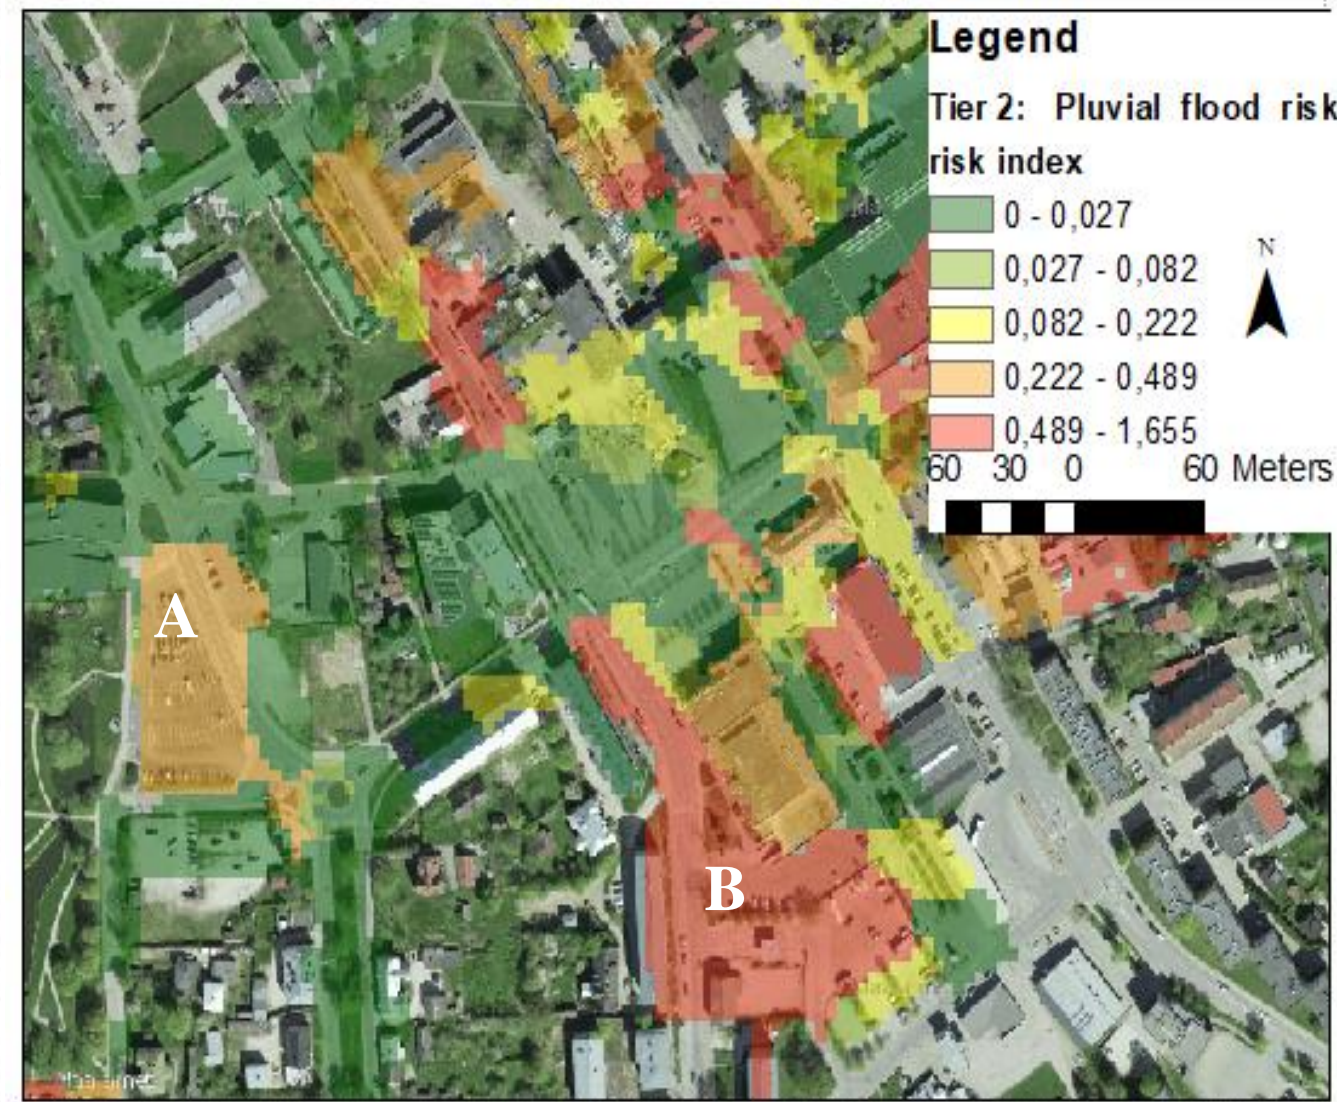 Legend
Tier 2: Pluvial flood risk
risk index
0 - 0,027
0,027 - 0,082
0,082 - 0,222
0,222 - 0,489
0,489 - 1,655
N
60 30 0 60 Meters
A
B